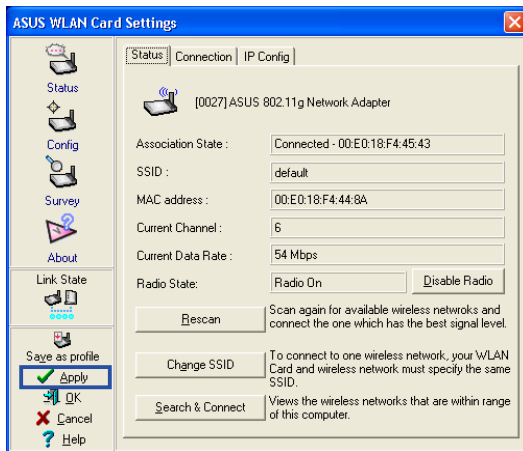 ASUS WLAN Card Settings
Status
Config
Survey
About
Link State
Save as profile
Apply
OK
Cancel
Help
Status Connection IP Config
[0027] ASUS 802.11g Network Adapter
Association State : Connected - 00:E0:18:F4:45:43
SSID : default
MAC address : 00:E0:18:F4:44:8A
Current Channel : 6
Current Data Rate : 54 Mbps
Radio State: Radio On Disable Radio
Rescan
Scan again for available wireless networks and
connect the one which has the best signal level.
Change SSID
To connect to one wireless network, your WLAN
Card and wireless network must specify the same
SSID.
Search & Connect
Views the wireless networks that are within range
of this computer.